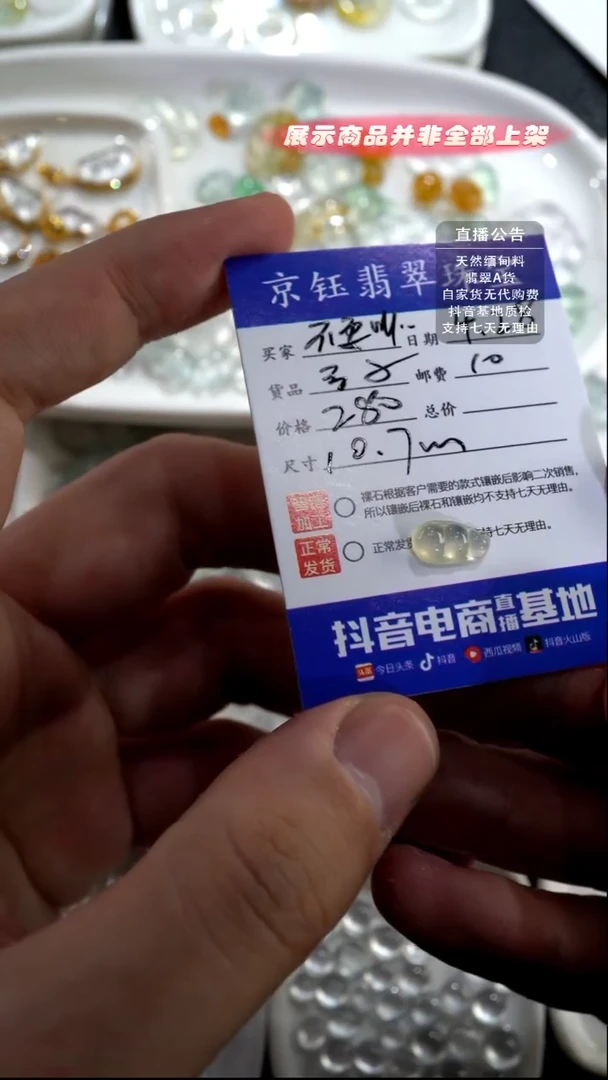 展示商品并非全部上架
直播公告
天然缅甸料
翡翠A货
自家货无代购费
抖音基地质检
支持七天无理由
京钰翡翠
买家 日期
货品 邮费 10
价格 280 总价
尺寸 10.7m
加工 裸石根据客户需要的款式镶嵌后影响二次销售，
所以镶嵌后裸石和镶嵌均不支持七天无理由。
正常发货 正常发货 持七天无理由。
抖音电商直播基地
今日头条 抖音 西瓜视频 抖音火山版